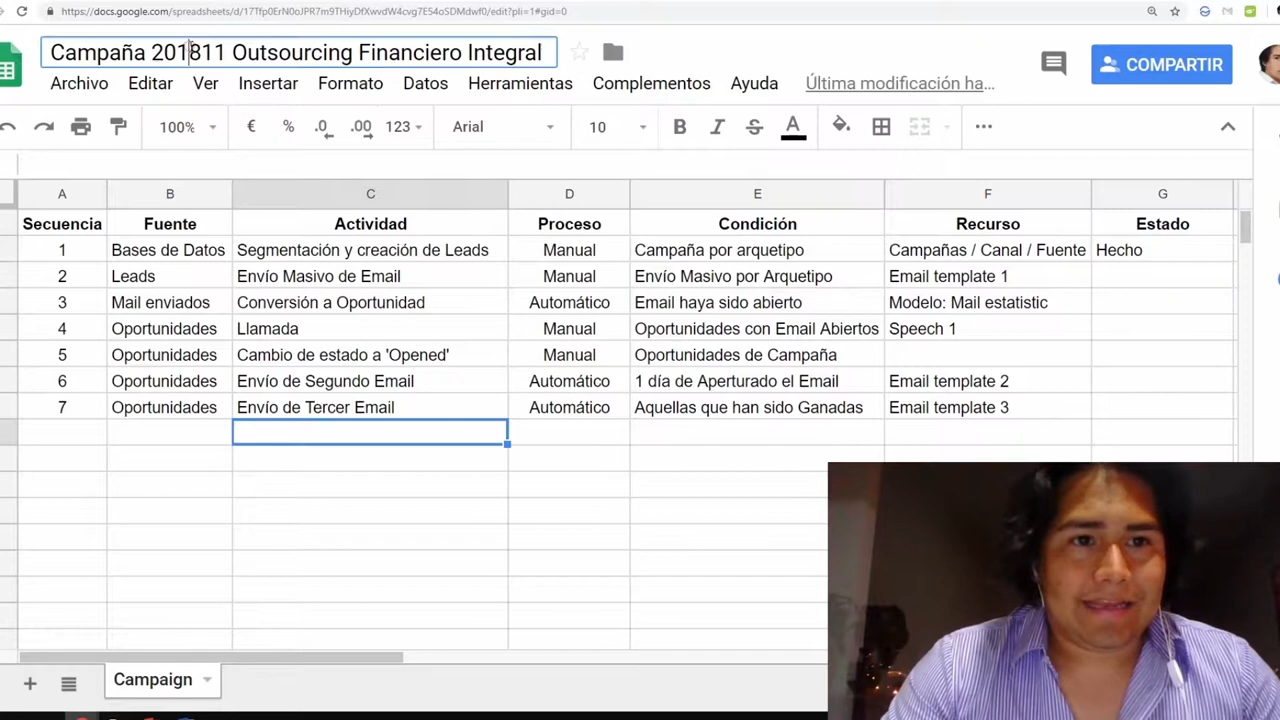 https://docs.google.com/spreadsheets/d/17Tfp0ErN0oJPR7m9THiyDfXwvdW4cvg7E54oSDMdwf0/edit?pli=1#gid=0
Campaña 201811 Outsourcing Financiero Integral
Archivo Editar Ver Insertar Formato Datos Herramientas Complementos Ayuda Última modificación ha…
COMPARTIR
100% € % .0 .00 123 Arial 10 B I S A
A B C D E F G
Secuencia Fuente Actividad Proceso Condición Recurso Estado
1 Bases de Datos Segmentación y creación de Leads Manual Campaña por arquetipo Campañas / Canal / Fuente Hecho
2 Leads Envío Masivo de Email Manual Envío Masivo por Arquetipo Email template 1
3 Mail enviados Conversión a Oportunidad Automático Email haya sido abierto Modelo: Mail estatistic
4 Oportunidades Llamada Manual Oportunidades con Email Abiertos Speech 1
5 Oportunidades Cambio de estado a 'Opened' Manual Oportunidades de Campaña
6 Oportunidades Envío de Segundo Email Automático 1 día de Aperturado el Email Email template 2
7 Oportunidades Envío de Tercer Email Automático Aquellas que han sido Ganadas Email template 3
Campaign